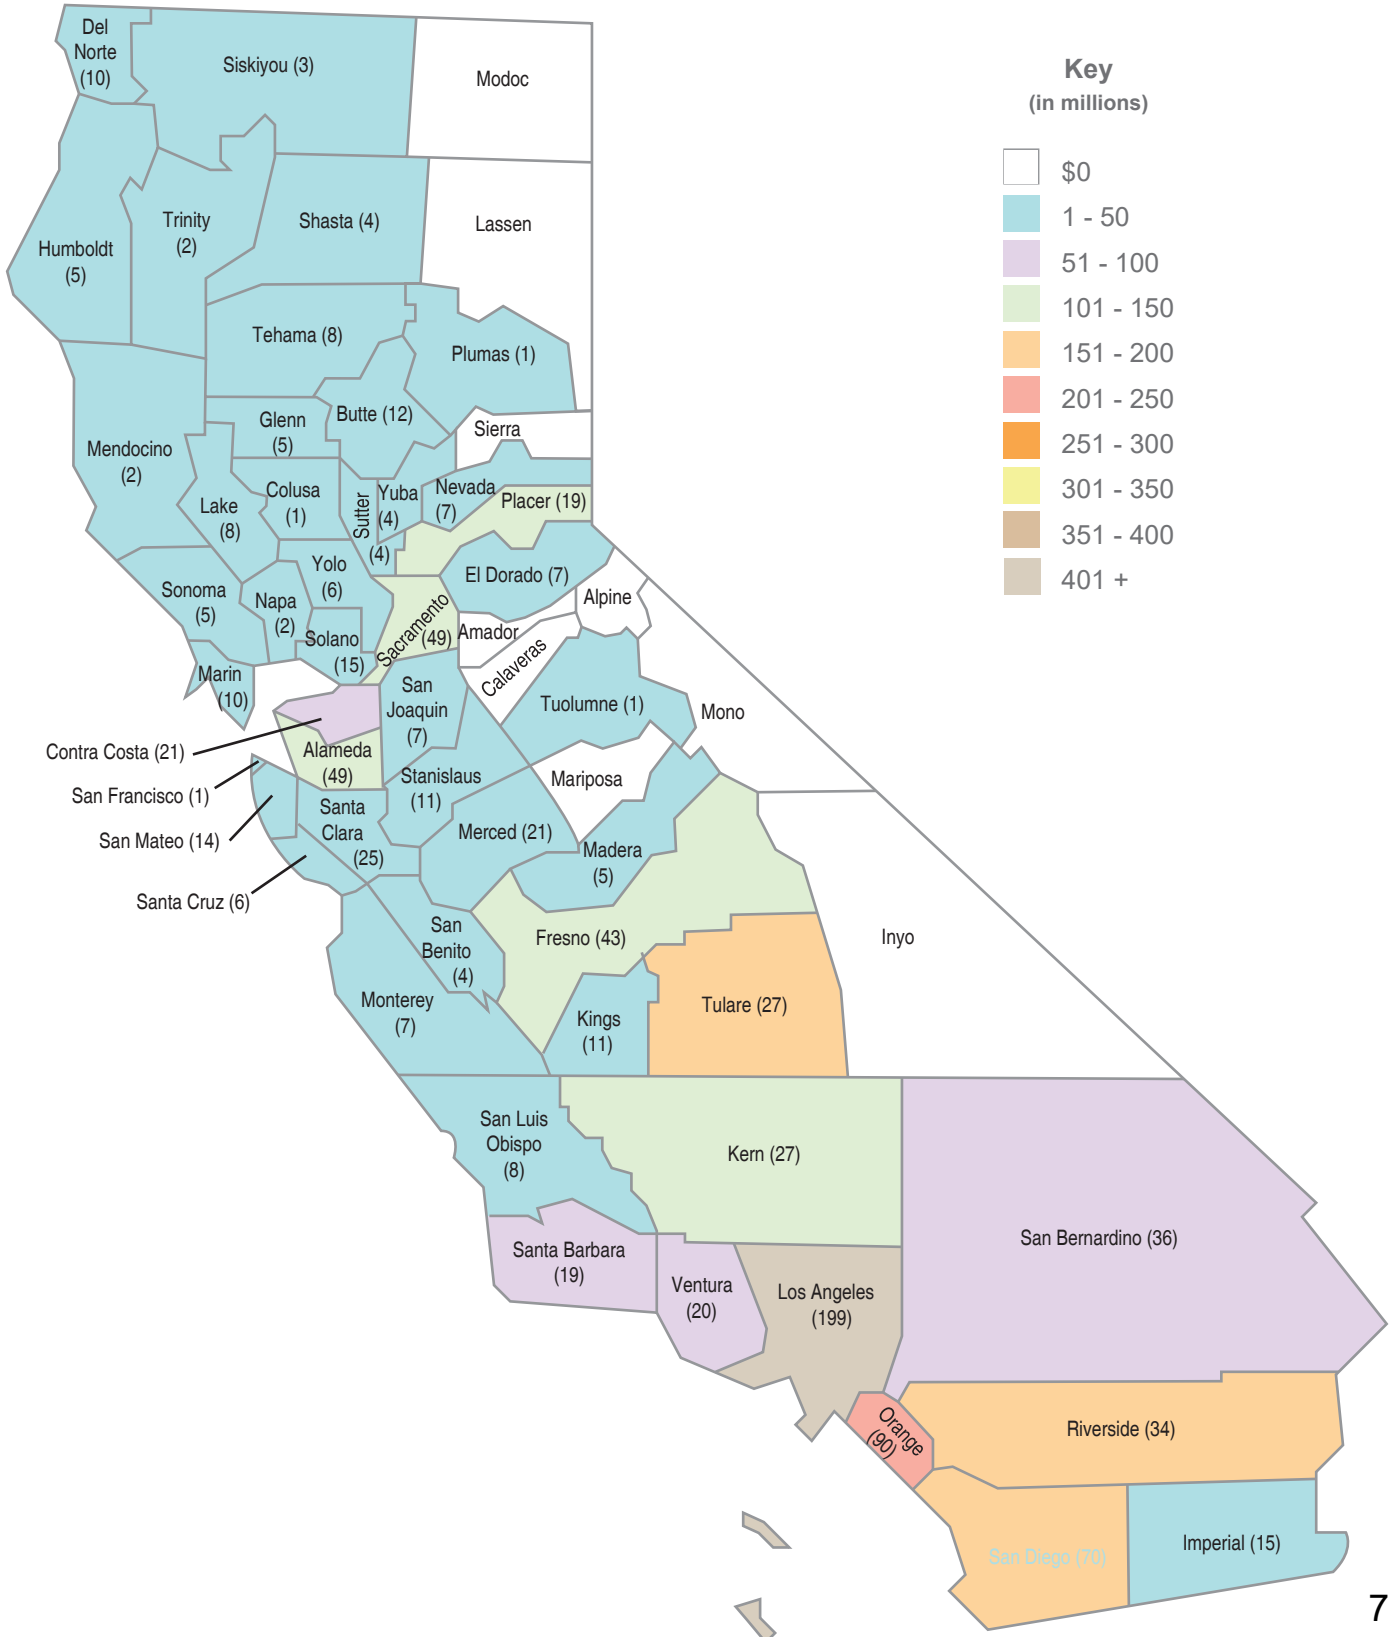 Del
Norte
(10)
Siskiyou (3)
Modoc
Key
(in millions)
$0
1 - 50
51 - 100
101 - 150
151 - 200
201 - 250
251 - 300
301 - 350
351 - 400
401 +
Humboldt
(5)
Trinity
(2)
Shasta (4)
Lassen
Tehama (8)
Plumas (1)
Butte (12)
Glenn
(5)
Sierra
Mendocino
(2)
Lake
(8)
Colusa
(1)
Sutter
(4)
Yuba
(4)
Nevada
(7)
Placer (19)
Yolo
(6)
El Dorado (7)
Sonoma
(5)
Napa
(2)
Solano
(15)
Sacramento
(49)
Amador
Alpine
Calaveras
Marin
(10)
San
Joaquin
(7)
Tuolumne (1)
Mono
Contra Costa (21)
Alameda
(49)
Stanislaus
(11)
Mariposa
San Francisco (1)
San Mateo (14)
Santa
Clara
(25)
Merced (21)
Madera
(5)
Santa Cruz (6)
San
Benito
(4)
Fresno (43)
Inyo
Monterey
(7)
Kings
(11)
Tulare (27)
San Luis
Obispo
(8)
Kern (27)
Santa Barbara
(19)
Ventura
(20)
Los Angeles
(199)
San Bernardino (36)
Orange
(90)
Riverside (34)
San Diego (70)
Imperial (15)
7